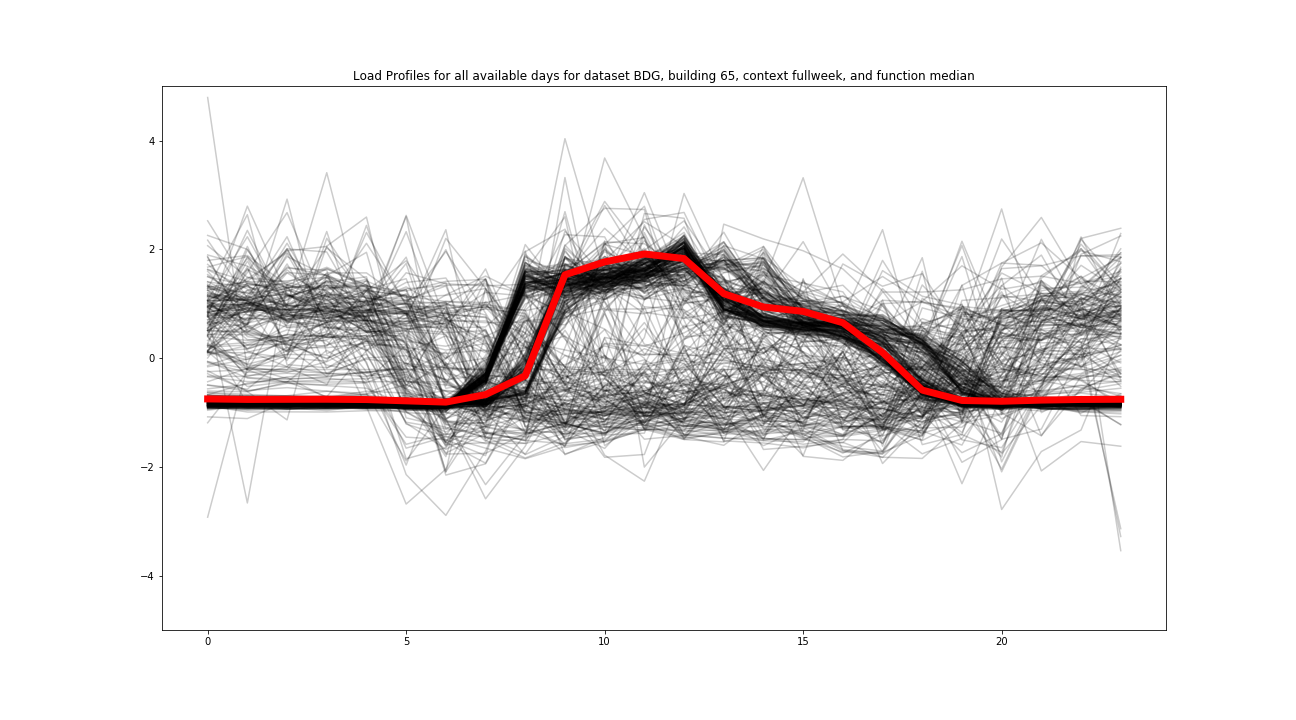 Load Profiles for all available days for dataset BDG, building 65, context fullweek, and function median
4
2
0
−2
−4
0 5 10 15 20